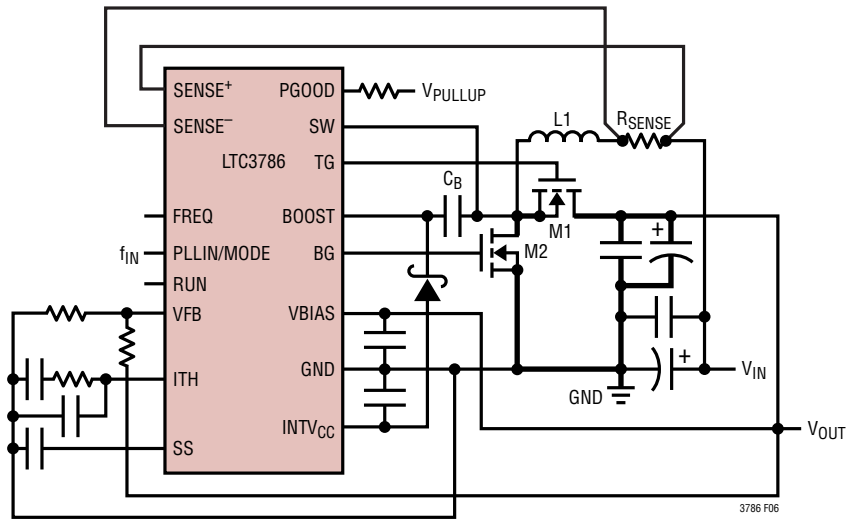 SENSE+
SENSE–
LTC3786
FREQ
fIN
PLLIN/MODE
RUN
VFB
ITH
SS
PGOOD
SW
TG
BOOST
BG
VBIAS
GND
INTVCC
VPULLUP
CB
L1
RSENSE
M1
M2
+
+
GND
VIN
VOUT
3786 F06